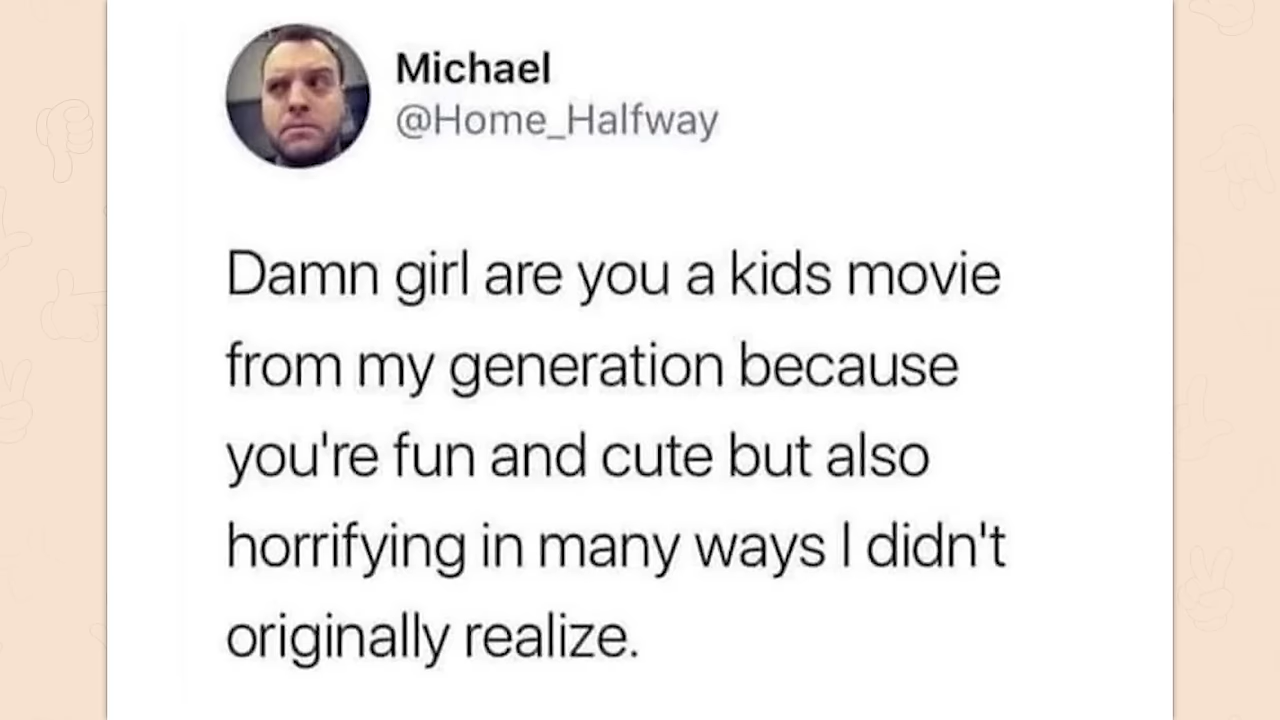 Michael
@Home_Halfway
Damn girl are you a kids movie
from my generation because
you're fun and cute but also
horrifying in many ways I didn't
originally realize.